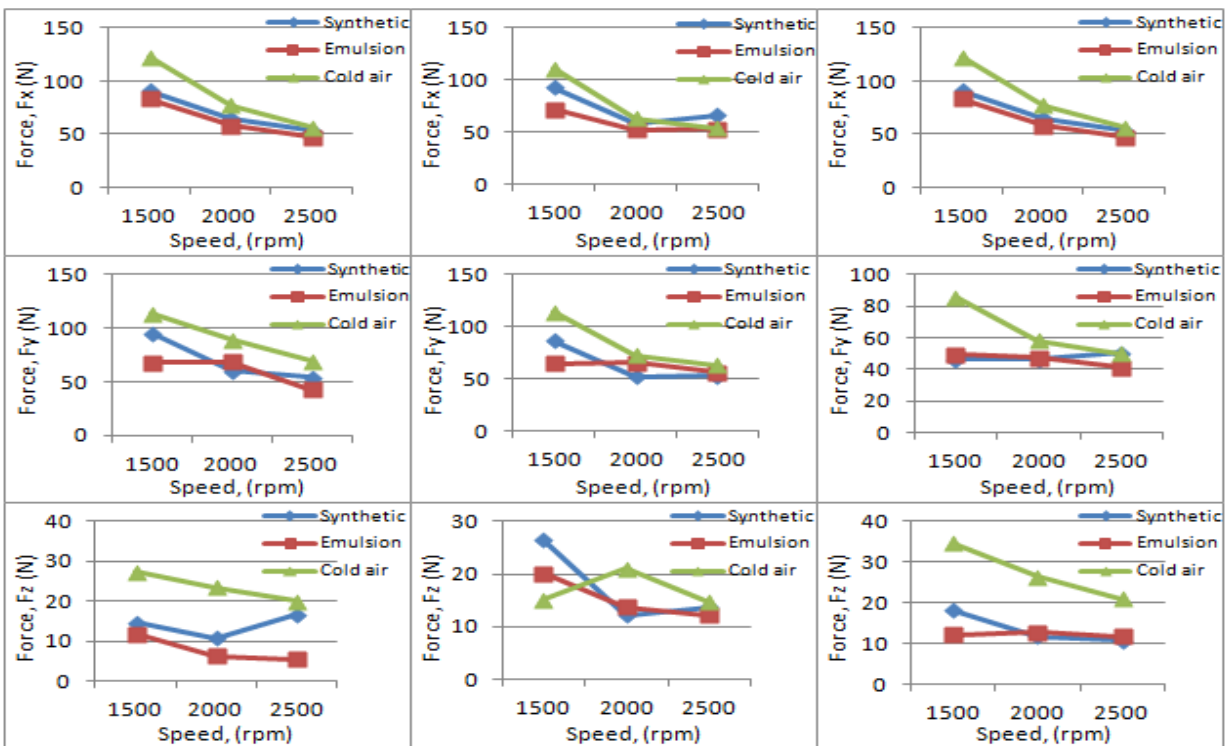 Force, Fx (N)
150
100
50
0
1500 2000 2500
Speed, (rpm)
Synthetic
Emulsion
Cold air
Force, Fx (N)
150
100
50
0
1500 2000 2500
Speed, (rpm)
Synthetic
Emulsion
Cold air
Force, Fx (N)
150
100
50
0
1500 2000 2500
Speed, (rpm)
Synthetic
Emulsion
Cold air
Force, Fy (N)
150
100
50
0
1500 2000 2500
Speed, (rpm)
Synthetic
Emulsion
Cold air
Force, Fy (N)
150
100
50
0
1500 2000 2500
Speed, (rpm)
Synthetic
Emulsion
Cold air
Force, Fy (N)
100
80
60
40
20
0
1500 2000 2500
Speed, (rpm)
Synthetic
Emulsion
Cold air
Force, Fz (N)
40
30
20
10
0
1500 2000 2500
Speed, (rpm)
Synthetic
Emulsion
Cold air
Force, Fz (N)
30
20
10
0
1500 2000 2500
Speed, (rpm)
Synthetic
Emulsion
Cold air
Force, Fz (N)
40
30
20
10
0
1500 2000 2500
Speed, (rpm)
Synthetic
Emulsion
Cold air